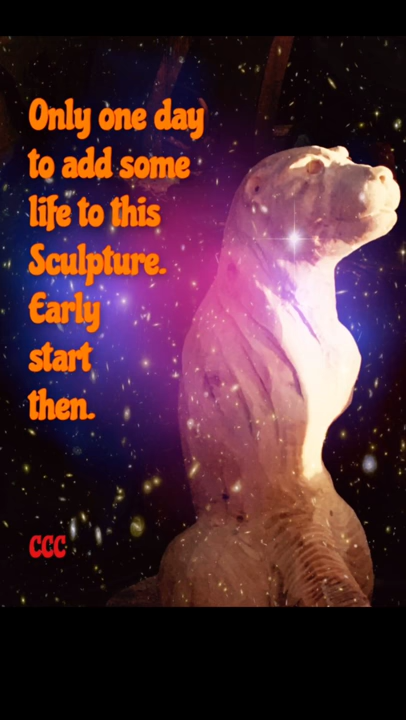 Only one day
to add some
life to this
Sculpture.
Early
start
then.
CCC